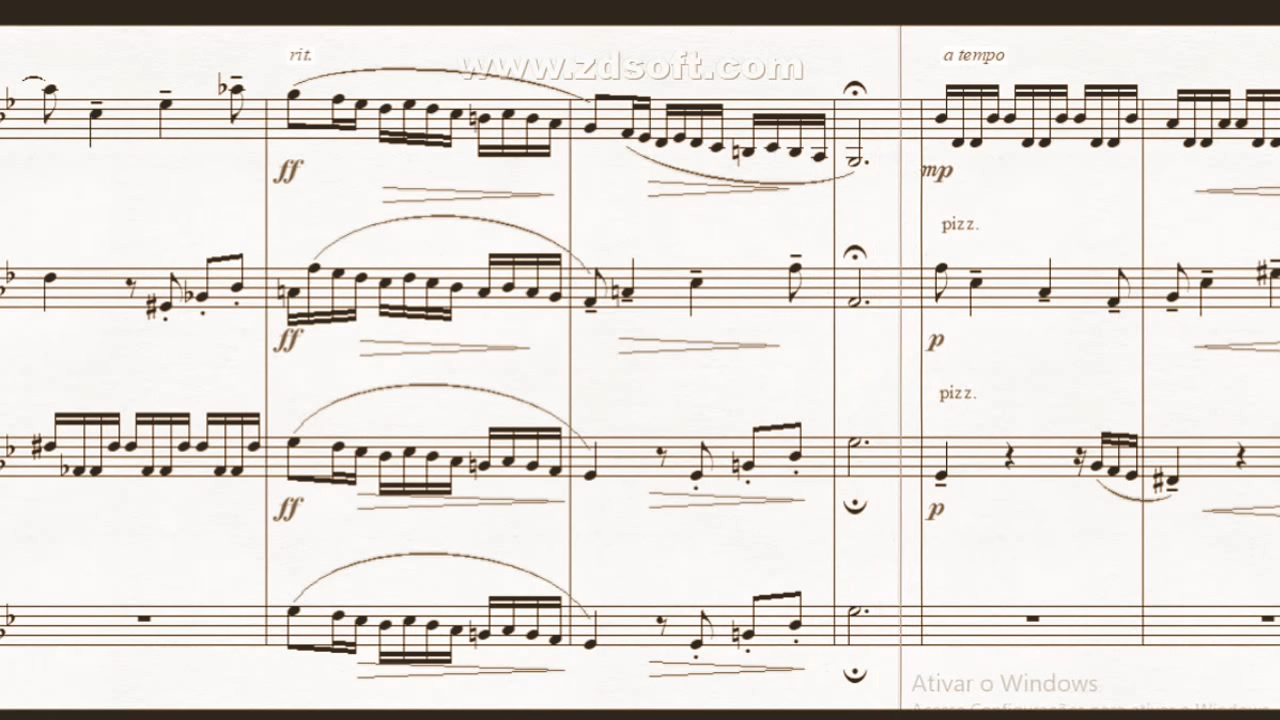 rit.
www.zdsoft.com
a tempo
ff
mp
pizz.
ff
p
pizz.
ff
p
Ativar o Windows